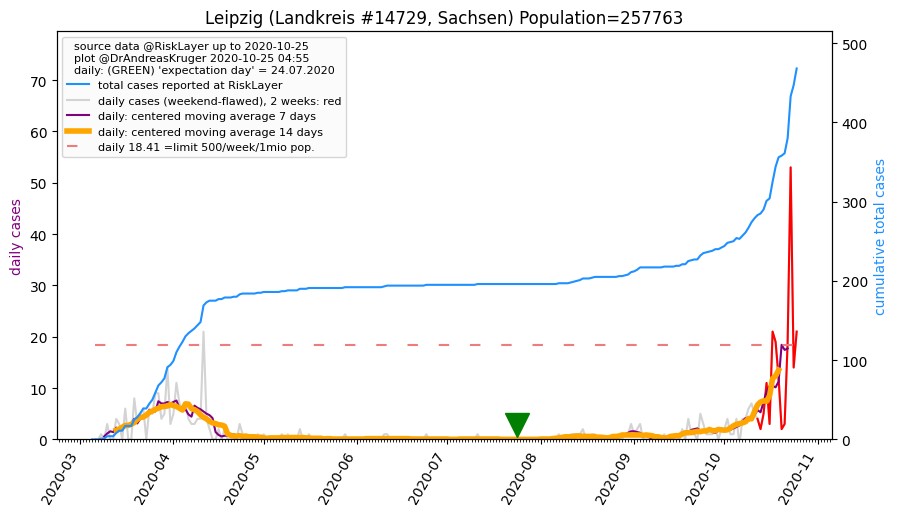 Leipzig (Landkreis #14729, Sachsen) Population=257763
source data @RiskLayer up to 2020-10-25
plot @DrAndreasKruger 2020-10-25 04:55
daily: (GREEN) 'expectation day' = 24.07.2020
total cases reported at RiskLayer
daily cases (weekend-flawed), 2 weeks: red
daily: centered moving average 7 days
daily: centered moving average 14 days
daily 18.41 =limit 500/week/1mio pop.
daily cases
70
60
50
40
30
20
10
0
cumulative total cases
500
400
300
200
100
0
2020-03
2020-04
2020-05
2020-06
2020-07
2020-08
2020-09
2020-10
2020-11